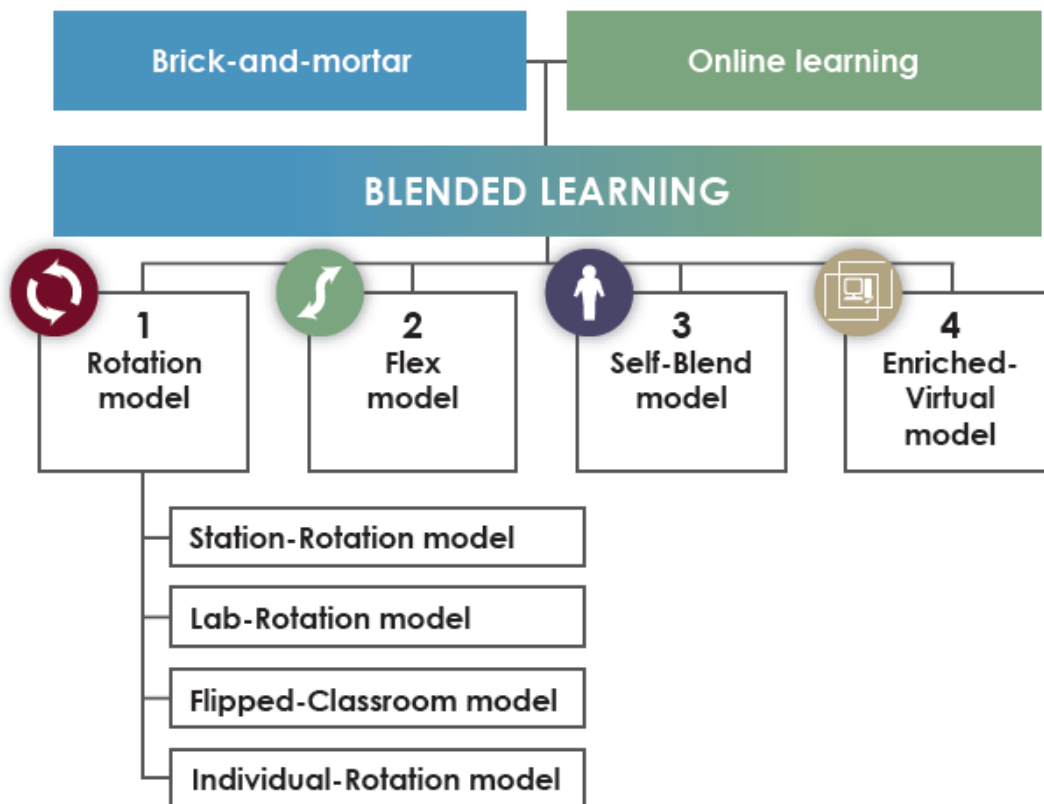 Brick-and-mortar
Online learning
BLENDED LEARNING
1
Rotation
model
2
Flex
model
3
Self-Blend
model
4
Enriched-
Virtual
model
Station-Rotation model
Lab-Rotation model
Flipped-Classroom model
Individual-Rotation model